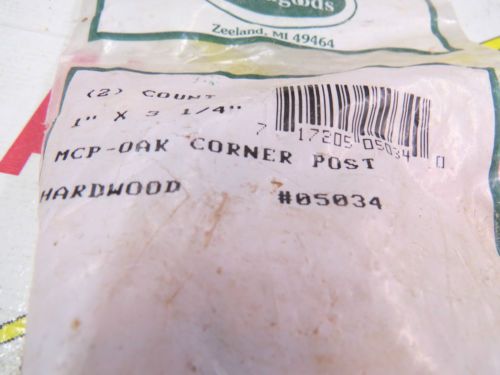 Zeeland, MI 49464
(2) COUNT
1" X 3 1/4"
7 17205 05034 0
MCP-OAK CORNER POST
HARDWOOD #05034